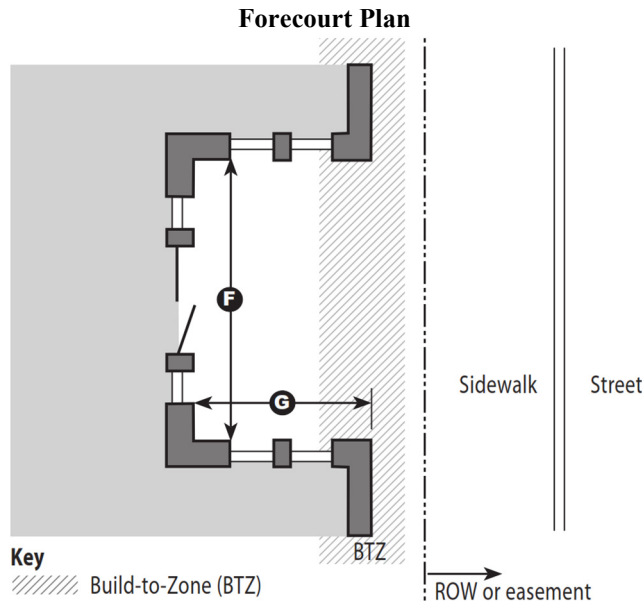 Forecourt Plan
F
Sidewalk
Street
G
BTZ
Key
Build-to-Zone (BTZ)
ROW or easement